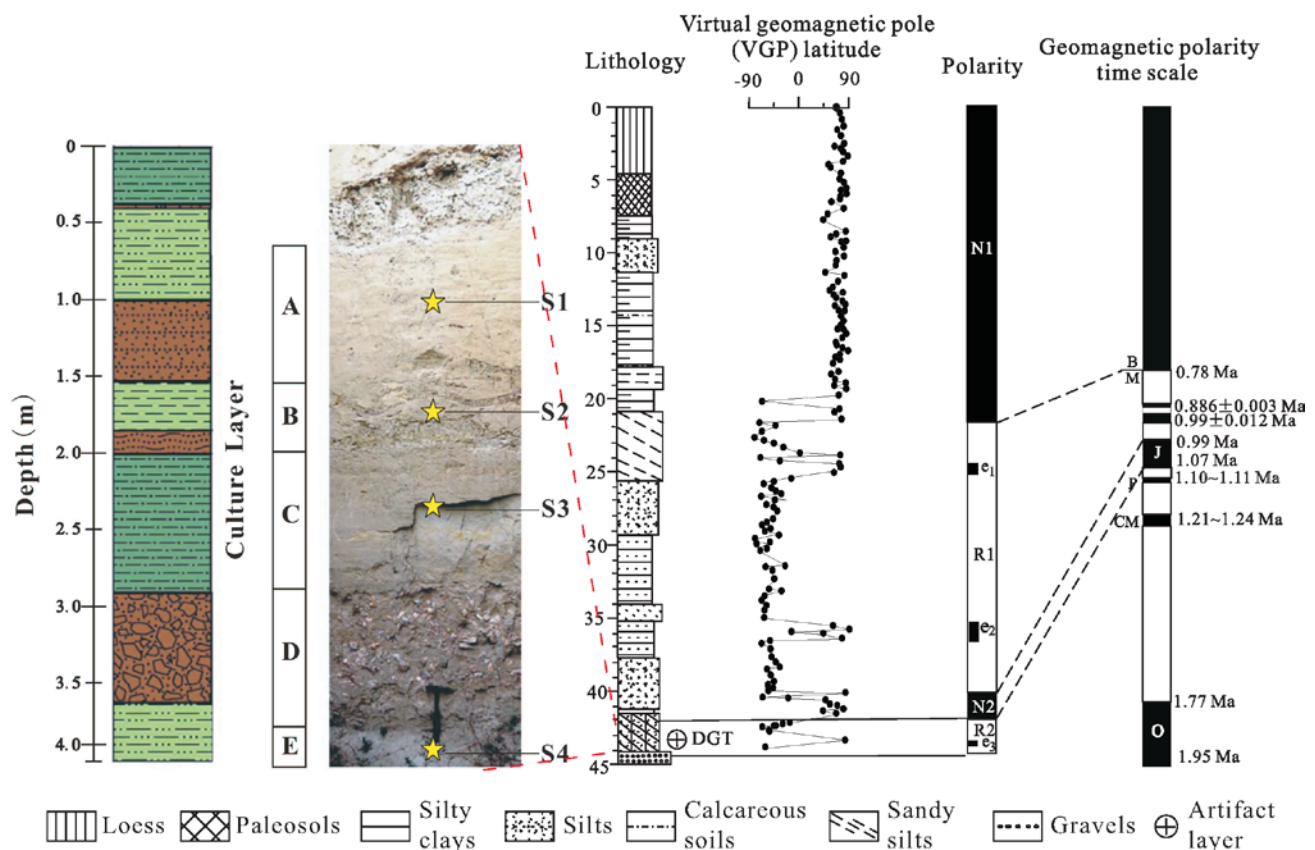 Virtual geomagnetic pole
(VGP) latitude
Lithology
-90 0 90
Polarity
Geomagnetic polarity
time scale
Depth (m)
0
0.5
1.0
1.5
2.0
2.5
3.0
3.5
4.0
Culture Layer
A
B
C
D
E
S1
S2
S3
S4
0
5
10
15
20
25
30
35
40
45
DGT
N1
e1
R1
e2
N2
R2
e3
B
M
J
P
CM
O
0.78 Ma
0.886±0.003 Ma
0.99±0.012 Ma
0.99 Ma
1.07 Ma
1.10~1.11 Ma
1.21~1.24 Ma
1.77 Ma
1.95 Ma
Loess
Paleosols
Silty
clays
Silts
Calcareous
soils
Sandy
silts
Gravels
Artifact
layer